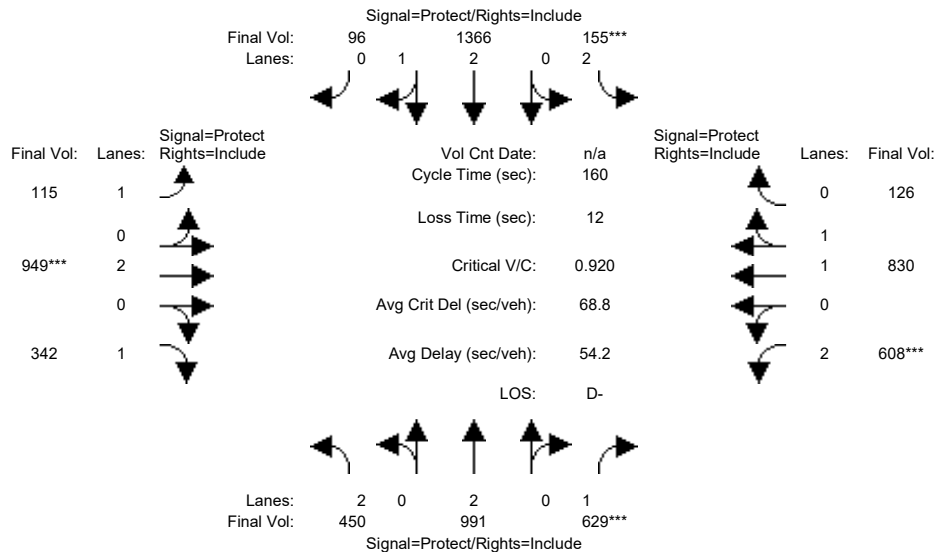 Signal=Protect/Rights=Include
Final Vol: 96 1366 155***
Lanes: 0 1 2 0 2
Signal=Protect Signal=Protect
Final Vol: Lanes: Rights=Include Vol Cnt Date: n/a Rights=Include Lanes: Final Vol:
Cycle Time (sec): 160
115 1 0 126
Loss Time (sec): 12
0 1
949*** 2 Critical V/C: 0.920 1 830
0 Avg Crit Del (sec/veh): 68.8 0
342 1 Avg Delay (sec/veh): 54.2 2 608***
LOS: D-
Lanes: 2 0 2 0 1
Final Vol: 450 991 629***
Signal=Protect/Rights=Include